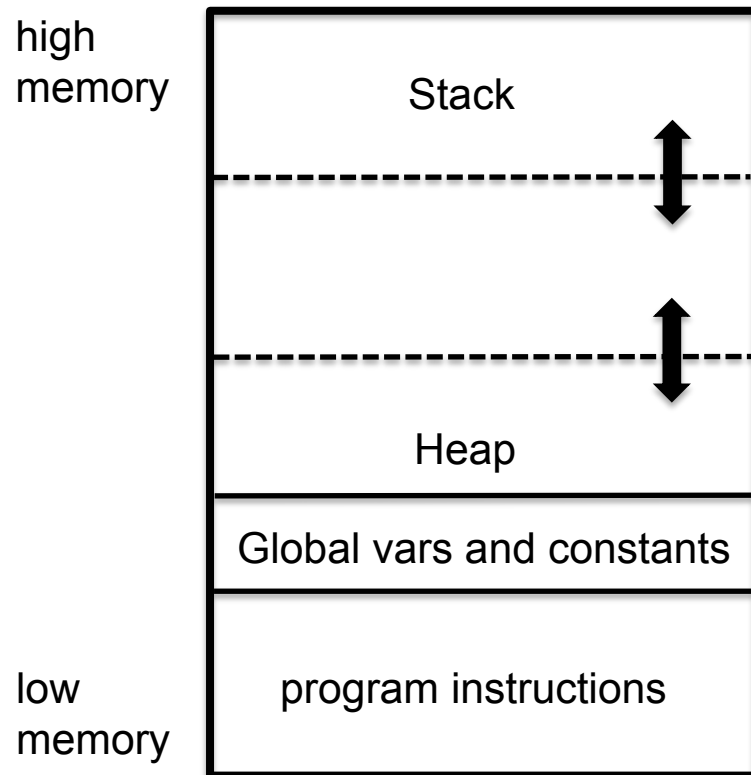 high
memory
Stack
Heap
Global vars and constants
low
memory
program instructions